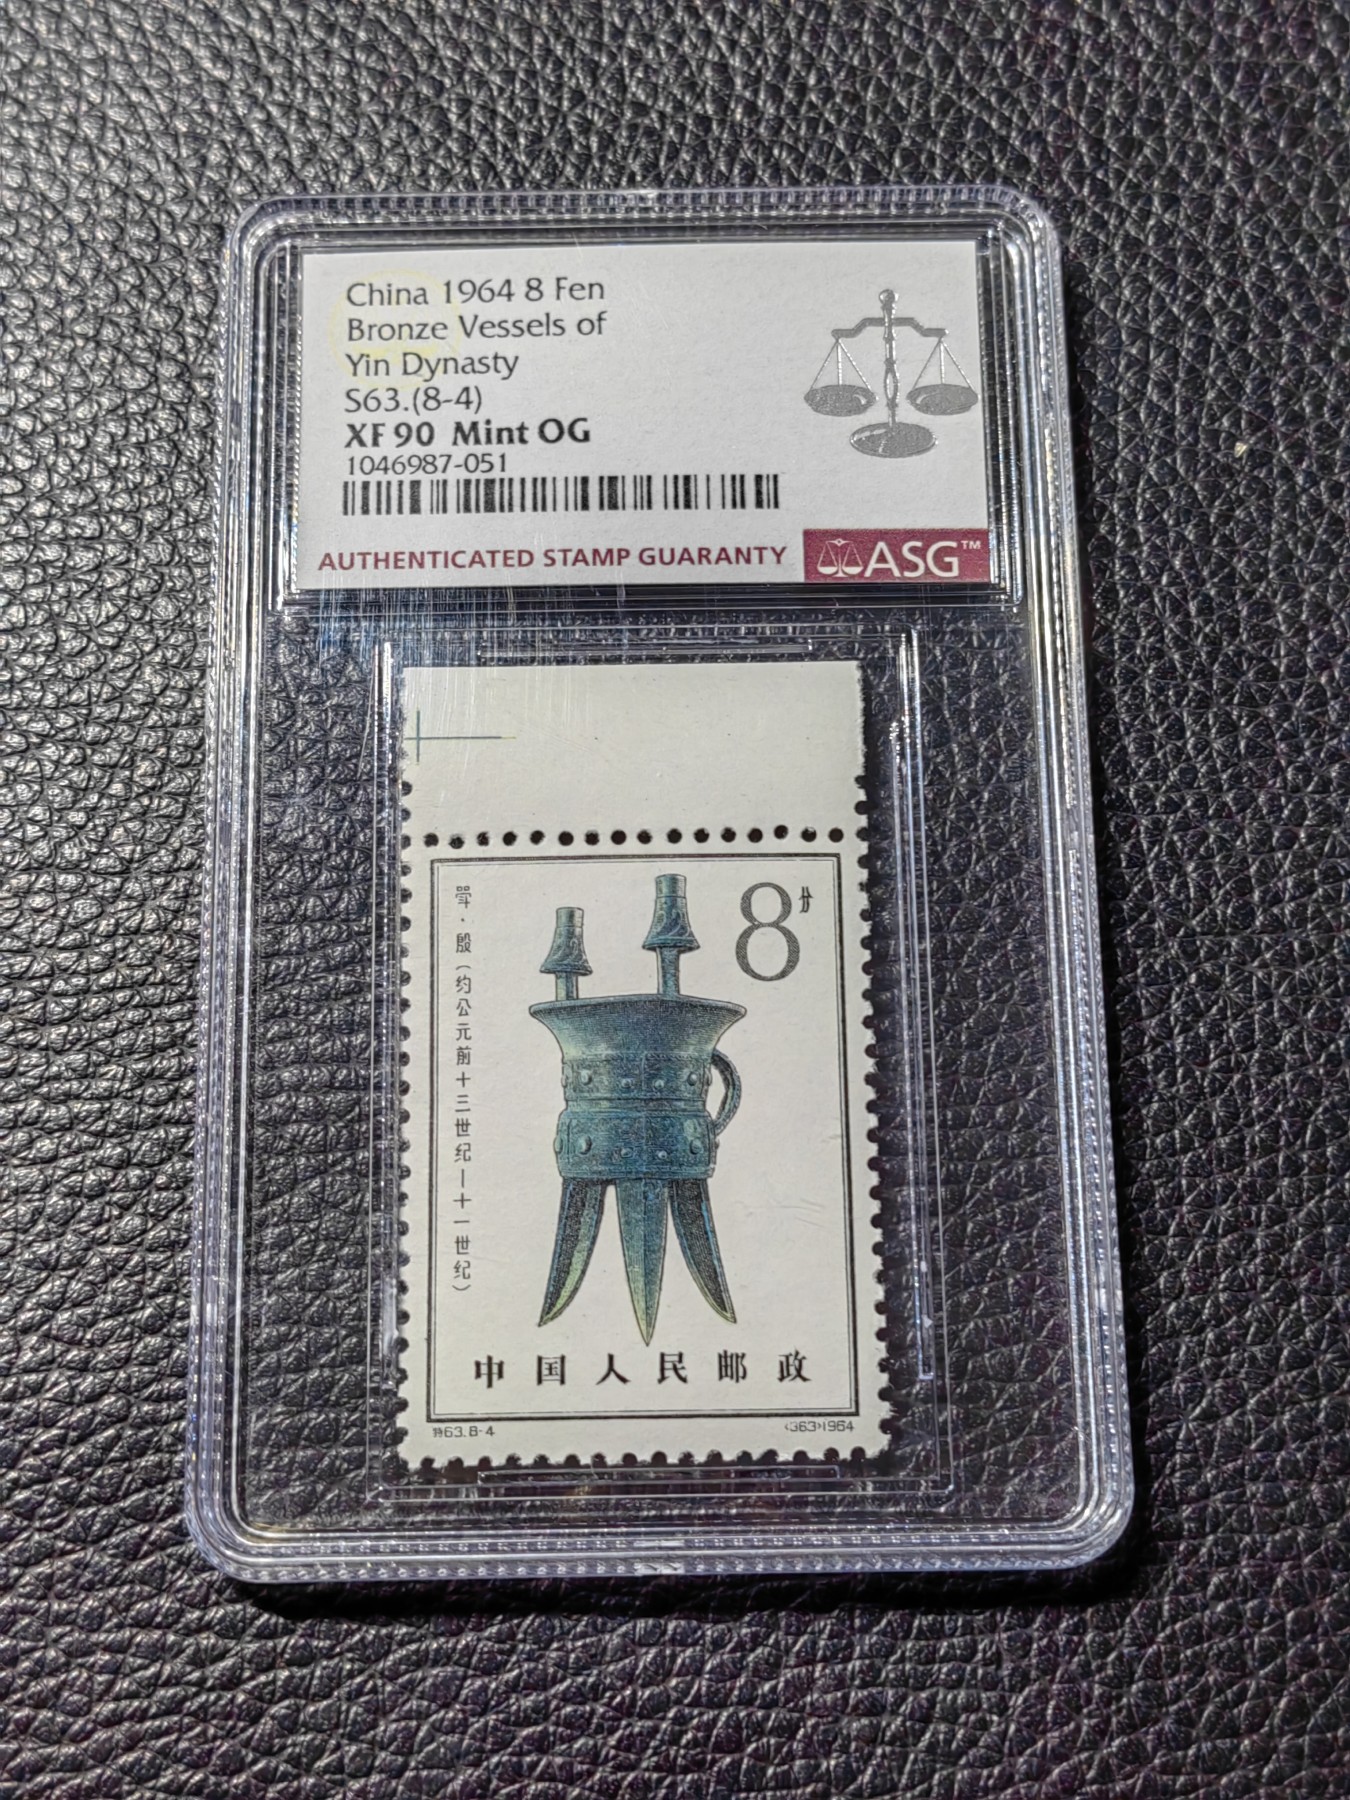 China 1964 8 Fen
Bronze Vessels of
Yin Dynasty
S63.(8-4)
XF 90 Mint OG
1046987-051
AUTHENTICATED STAMP GUARANTY
ASG™
8分
斝·殷(约公元前十三世纪—十一世纪)
中国人民邮政
特63.8-4
(363)1964